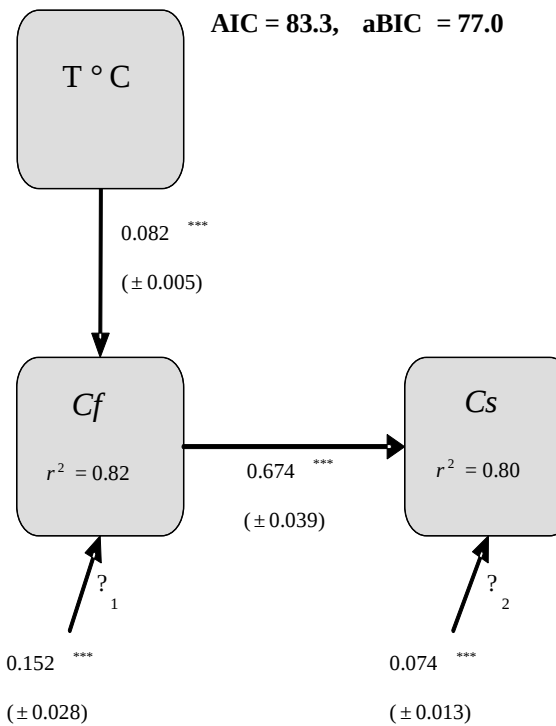 AIC = 83.3, aBIC = 77.0
T ° C
0.082 ***
(± 0.005)
Cf
r² = 0.82
Cs
r² = 0.80
0.674 ***
(± 0.039)
?₁
?₂
0.152 ***
(± 0.028)
0.074 ***
(± 0.013)